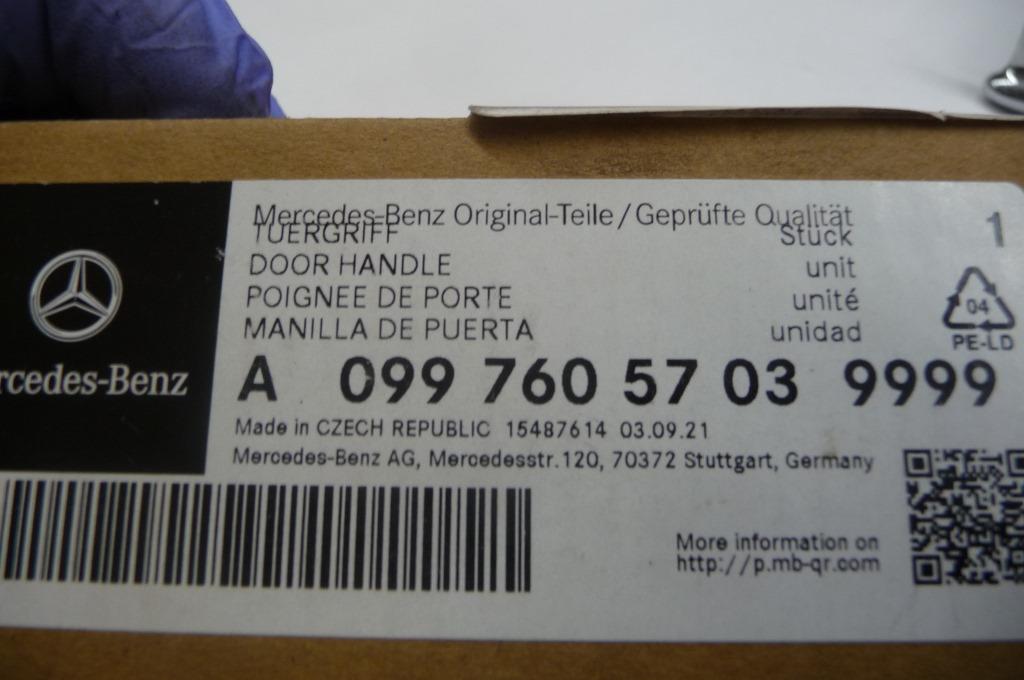 Mercedes-Benz Original-Teile / Geprüfte Qualität
TUERGRIFF Stück 1
DOOR HANDLE unit
POIGNEE DE PORTE unité
MANILLA DE PUERTA unidad
04
PE-LD
rcedes-Benz
A 099 760 57 03 9999
Made in CZECH REPUBLIC 15487614 03.09.21
Mercedes-Benz AG, Mercedesstr.120, 70372 Stuttgart, Germany
More information on
http://p.mb-qr.com